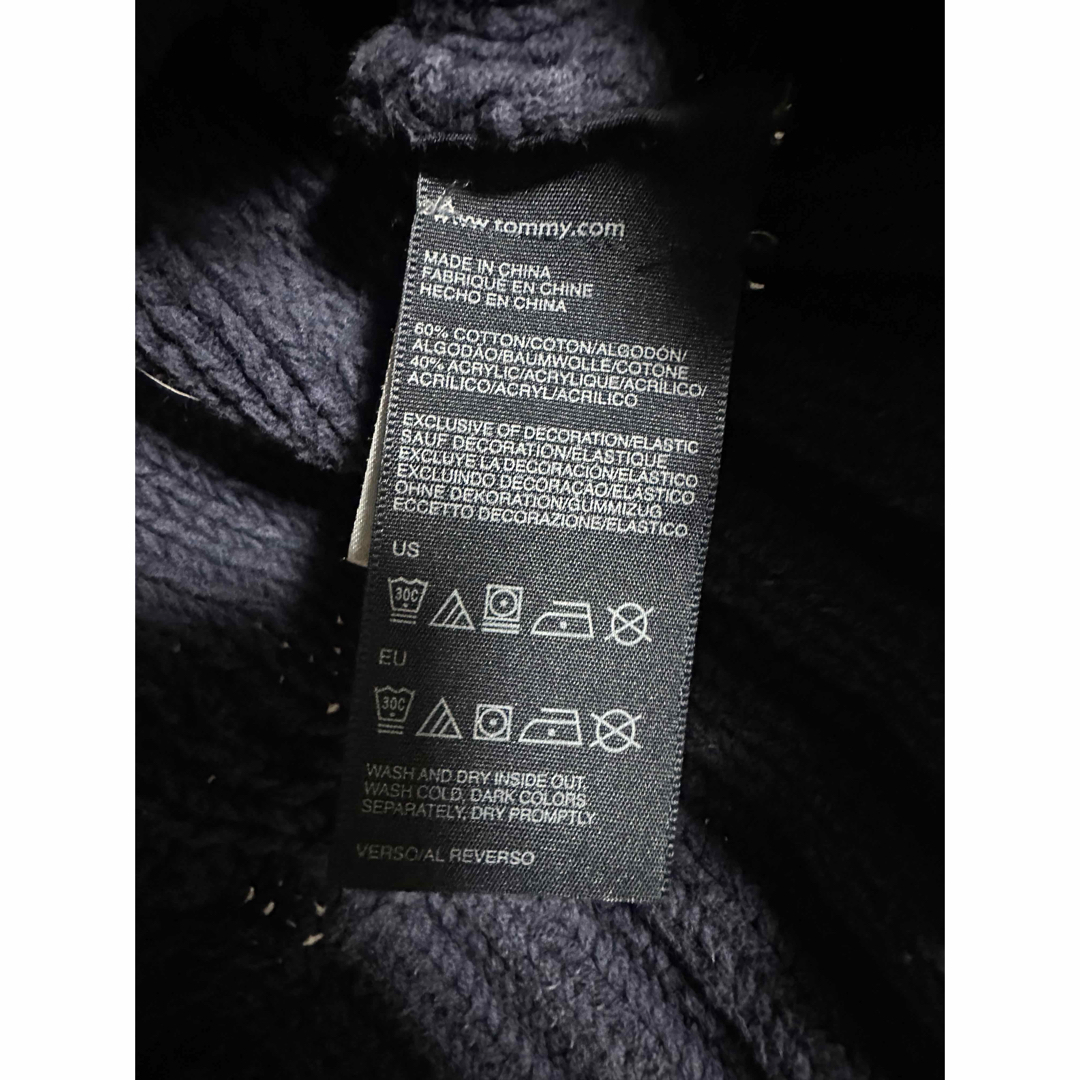 www.tommy.com
MADE IN CHINA
FABRIQUÉ EN CHINE
HECHO EN CHINA
60% COTTON/COTON/ALGODÓN/
ALGODÃO/BAUMWOLLE/COTONE
40% ACRYLIC/ACRYLIQUE/ACRÍLICO/
ACRÍLICO/ACRYL/ACRILICO
EXCLUSIVE OF DECORATION/ELASTIC
SAUF DECORATION/ELASTIQUE
EXCLUYE LA DECORACIÓN/ELÁSTICO
EXCLUINDO DECORAÇÃO/ELÁSTICO
OHNE DEKORATION/GUMMIZUG
ECCETTO DECORAZIONE/ELASTICO
US
30C
EU
30C
WASH AND DRY INSIDE OUT,
WASH COLD, DARK COLORS
SEPARATELY, DRY PROMPTLY
VERSO/AL REVERSO